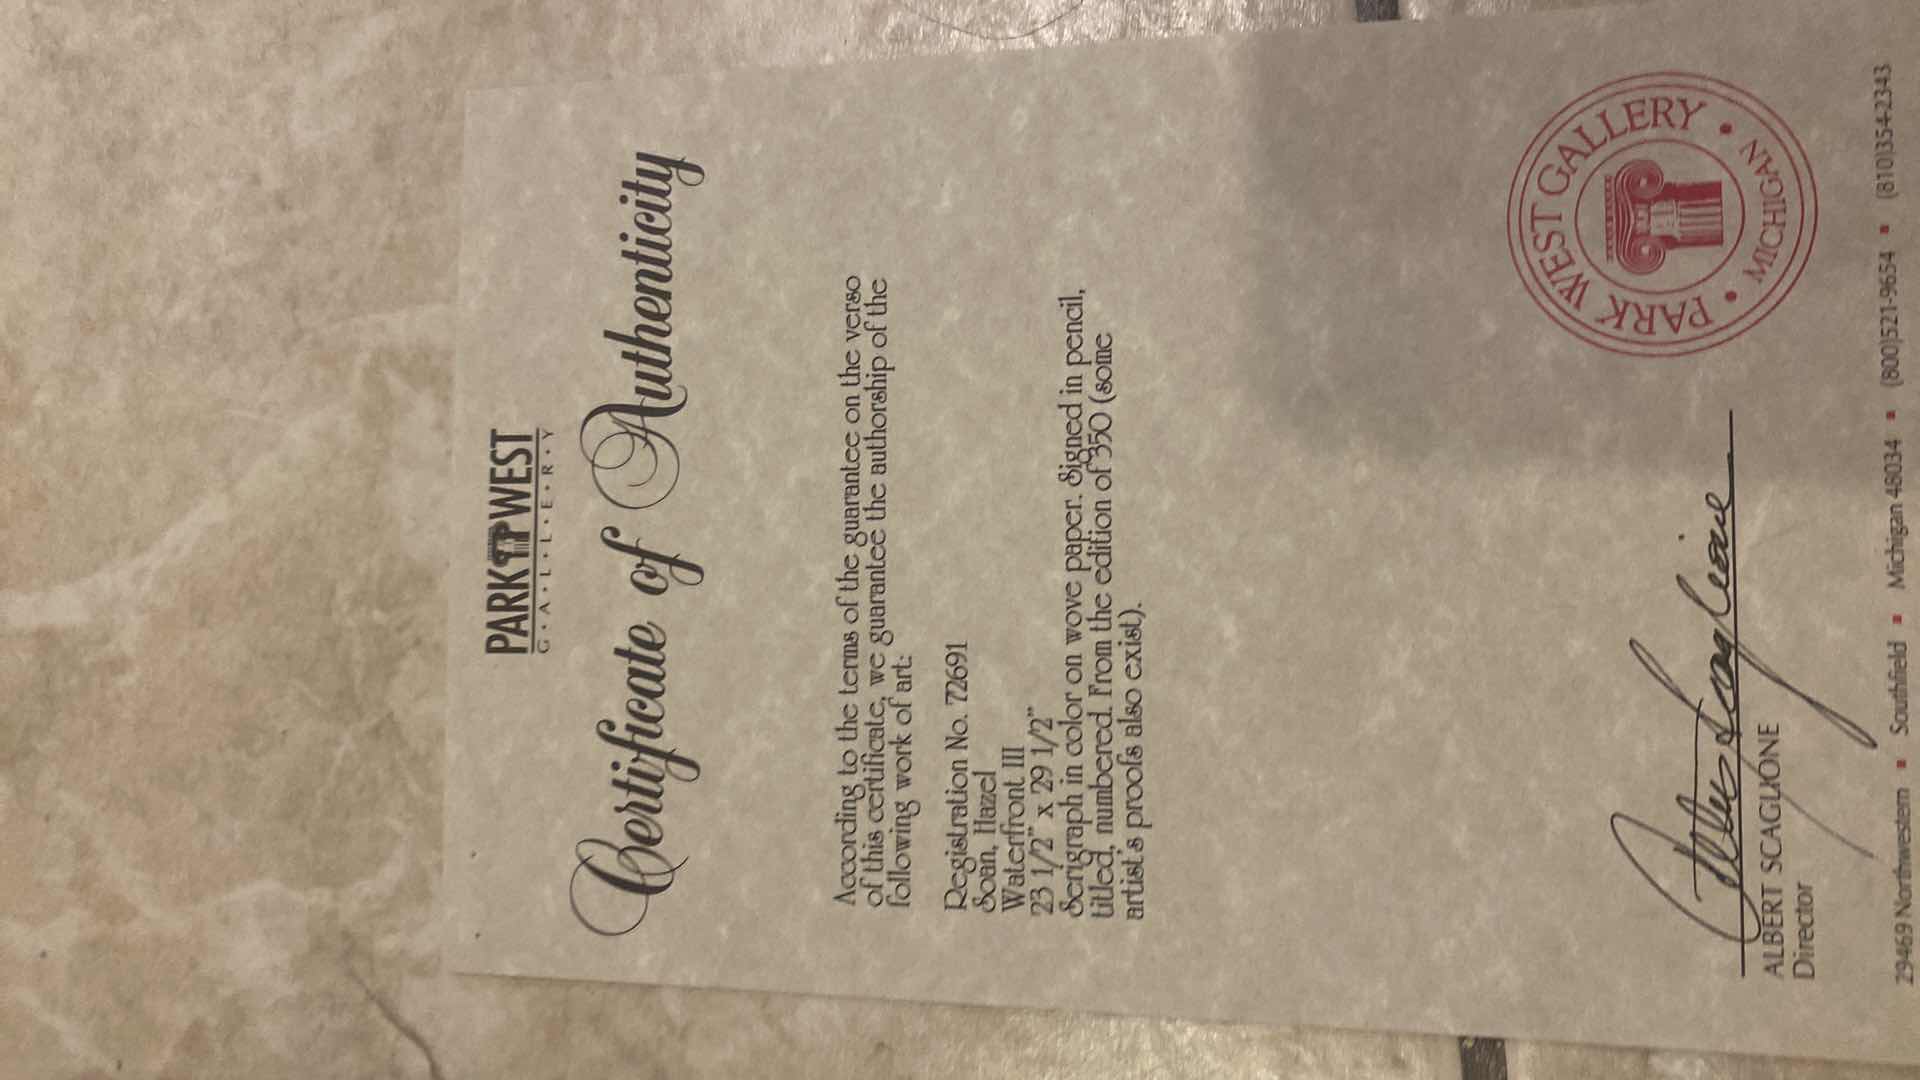 PARK WEST
G·A·L·L·E·R·Y
Certificate of Authenticity
According to the terms of the guarantee on the verso
of this certificate, we guarantee the authorship of the
following work of art:
Registration No. 72691
Soan, Hazel
Waterfront III
23 1/2" x 29 1/2"
Serigraph in color on wove paper. Signed in pencil,
titled, numbered. From the edition of 350 (some
artist's proofs also exist).
PARK WEST GALLERY • MICHIGAN •
Albert Scaglione
ALBERT SCAGLIONE
Director
29469 Northwestern ▪ Southfield ▪ Michigan 48034 ▪ (800)521-9654 ▪ (810)354-2343